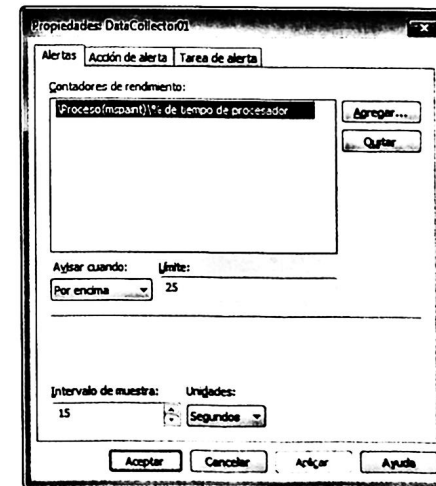 Propiedades: DataCollector01
Alertas Acción de alerta Tarea de alerta
Contadores de rendimiento:
\Proceso(mspaint)\% de tiempo de procesador
Agregar...
Quitar
Avisar cuando: Límite:
Por encima 25
Intervalo de muestra: Unidades:
15 Segundos
Aceptar Cancelar Aplicar Ayuda